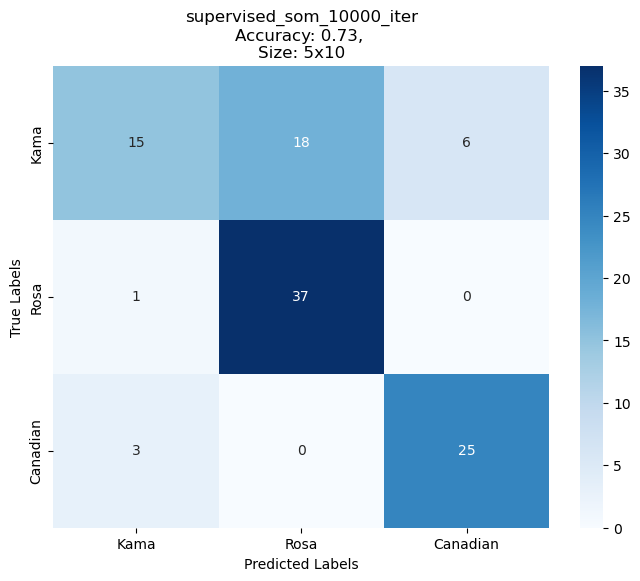 supervised_som_10000_iter
Accuracy: 0.73,
Size: 5x10
True Labels
Kama
Rosa
Canadian
15 18 6
1 37 0
3 0 25
Kama Rosa Canadian
Predicted Labels
35
30
25
20
15
10
5
0